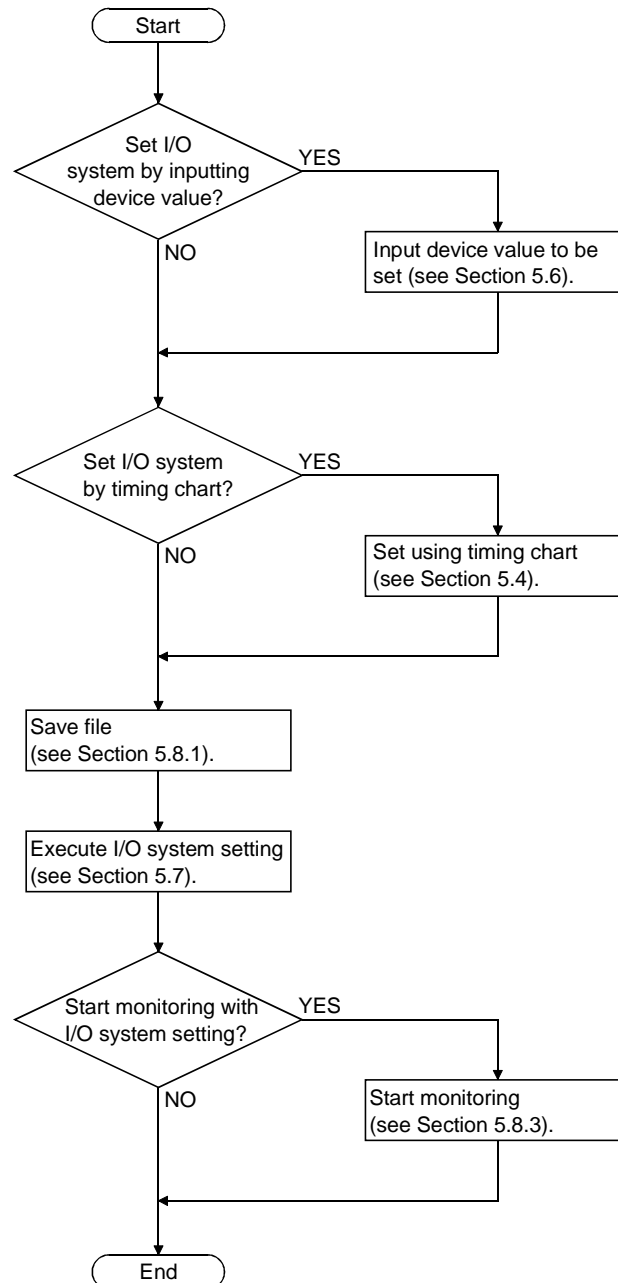 Start
Set I/O
system by inputting
device value?
YES
NO
Input device value to be
set (see Section 5.6).
Set I/O system
by timing chart?
YES
NO
Set using timing chart
(see Section 5.4).
Save file
(see Section 5.8.1).
Execute I/O system setting
(see Section 5.7).
Start monitoring with
I/O system setting?
YES
NO
Start monitoring
(see Section 5.8.3).
End